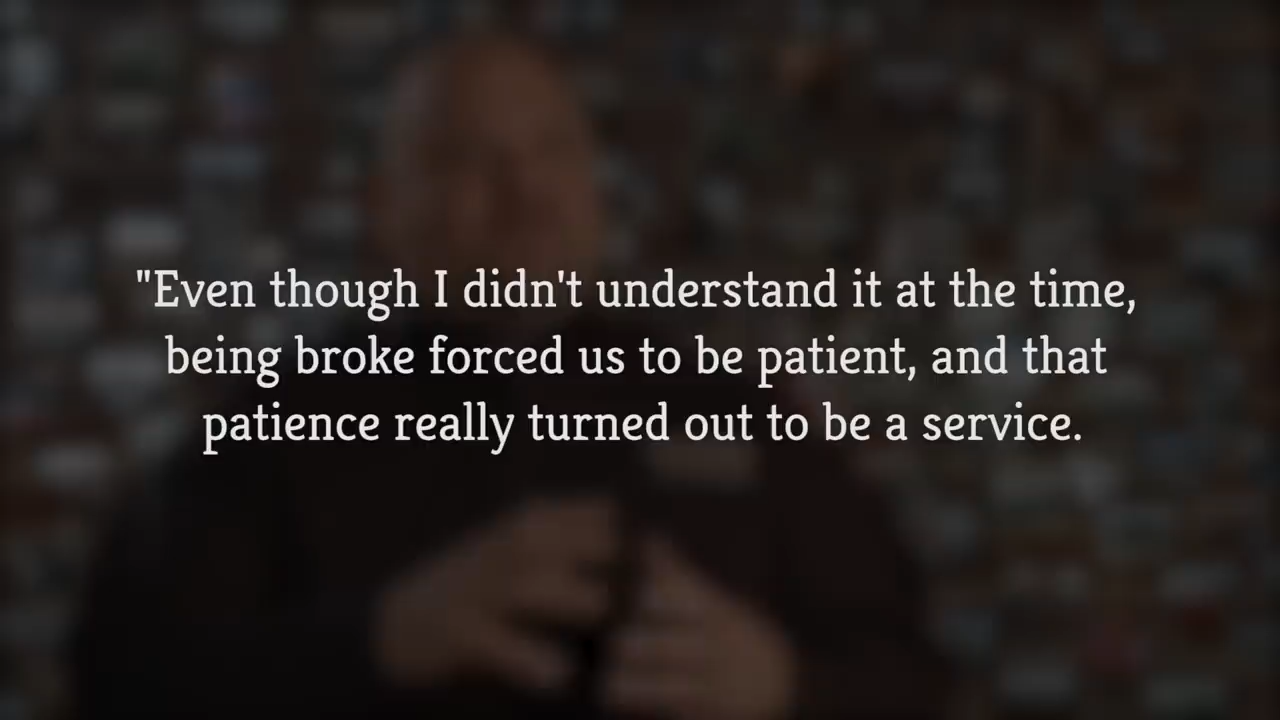 "Even though I didn't understand it at the time,
being broke forced us to be patient, and that
patience really turned out to be a service.